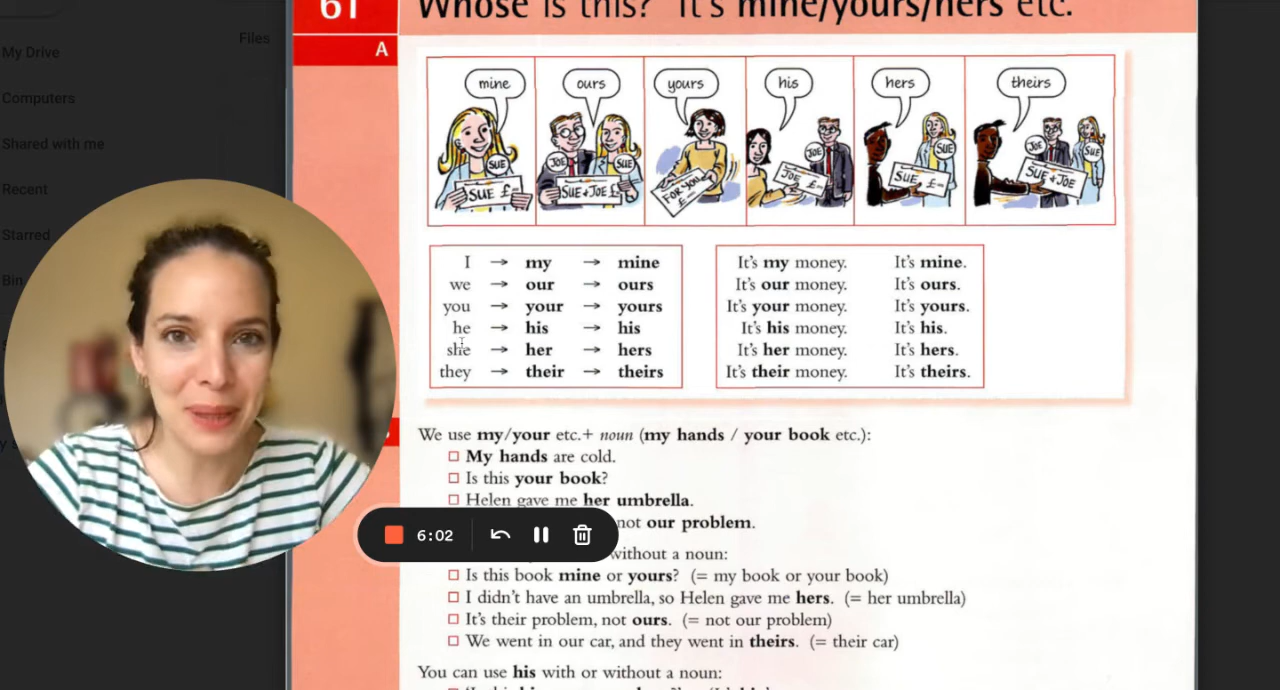 61
Whose is this? It's mine/yours/hers etc.
My Drive
Files
A
Computers
Shared with me
Recent
Starred
Bin
mine
ours
yours
his
hers
theirs
SUE
JOE
SUE
JOE
SUE
JOE
SUE
SUE £
SUE + JOE £
FOR YOU £
JOE £
SUE £
SUE & JOE
I → my → mine
we → our → ours
you → your → yours
he → his → his
she → her → hers
they → their → theirs
It's my money. It's mine.
It's our money. It's ours.
It's your money. It's yours.
It's his money. It's his.
It's her money. It's hers.
It's their money. It's theirs.
We use my/your etc.+ noun (my hands / your book etc.):
My hands are cold.
Is this your book?
Helen gave me her umbrella.
not our problem.
6:02
without a noun:
Is this book mine or yours? (= my book or your book)
I didn't have an umbrella, so Helen gave me hers. (= her umbrella)
It's their problem, not ours. (= not our problem)
We went in our car, and they went in theirs. (= their car)
You can use his with or without a noun: